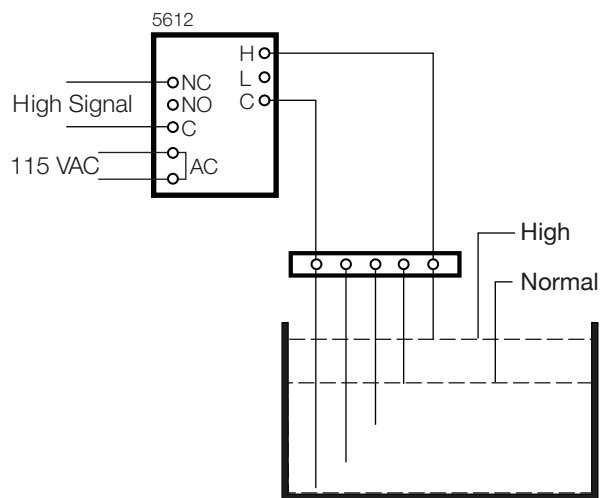 5612
H
NC
L
High Signal
NO
C
C
115 VAC
AC
High
Normal